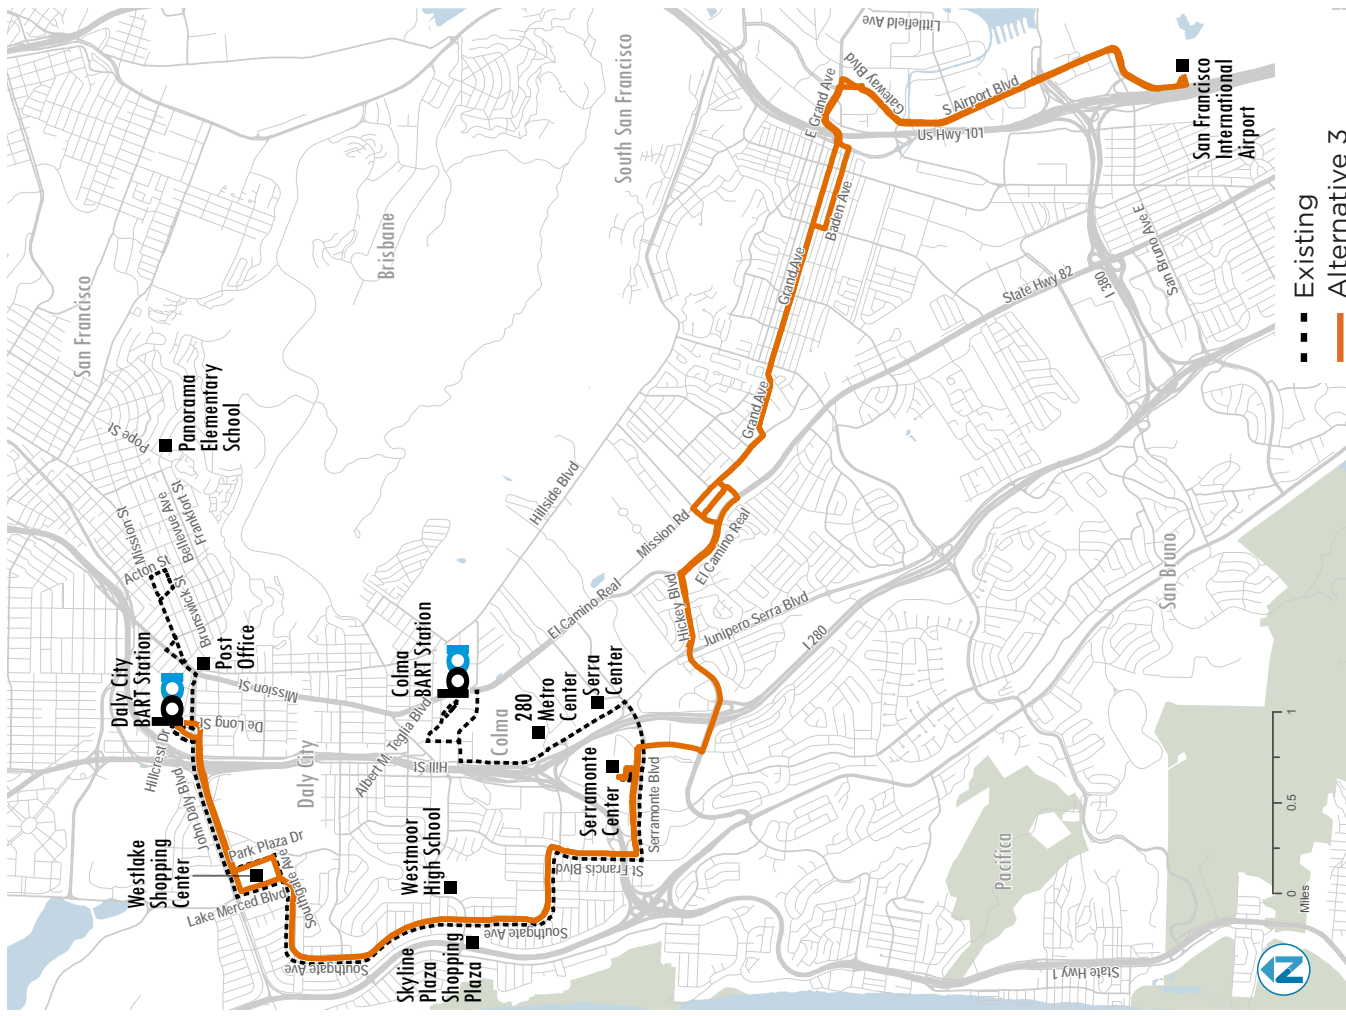 San Francisco
Brisbane
South San Francisco
Littlefield Ave
Gateway Blvd
E Grand Ave
S Airport Blvd
Us Hwy 101
San Francisco
International
Airport
Baden Ave
Grand Ave
Grand Ave
State Hwy 82
I 380
San Bruno Ave E
San Bruno
Panorama
Elementary
School
Pope St
Frankfort St
Bellevue Ave
Mission St
Acton St
Brunswick St
Post
Office
Daly City
BART Station
Mission St
De Long St
Hillcrest Dr
John Daly Blvd
Daly City
Westlake
Shopping
Center
Park Plaza Dr
Lake Merced Blvd
Southgate Ave
Southgate Ave
Southgate Ave
Westmoor
High School
Skyline
Plaza
Shopping
Plaza
Colma
BART Station
Albert M. Teglia Blvd
Hill St
Colma
280
Metro
Center
Serra
Center
Serramonte
Center
Serramonte Blvd
St Francis Blvd
Hillside Blvd
Mission Rd
El Camino Real
El Camino Real
Hickey Blvd
Junipero Serra Blvd
I 280
Pacifica
State Hwy 1
0
0.5
1
Miles
N
Existing
Alternative 3